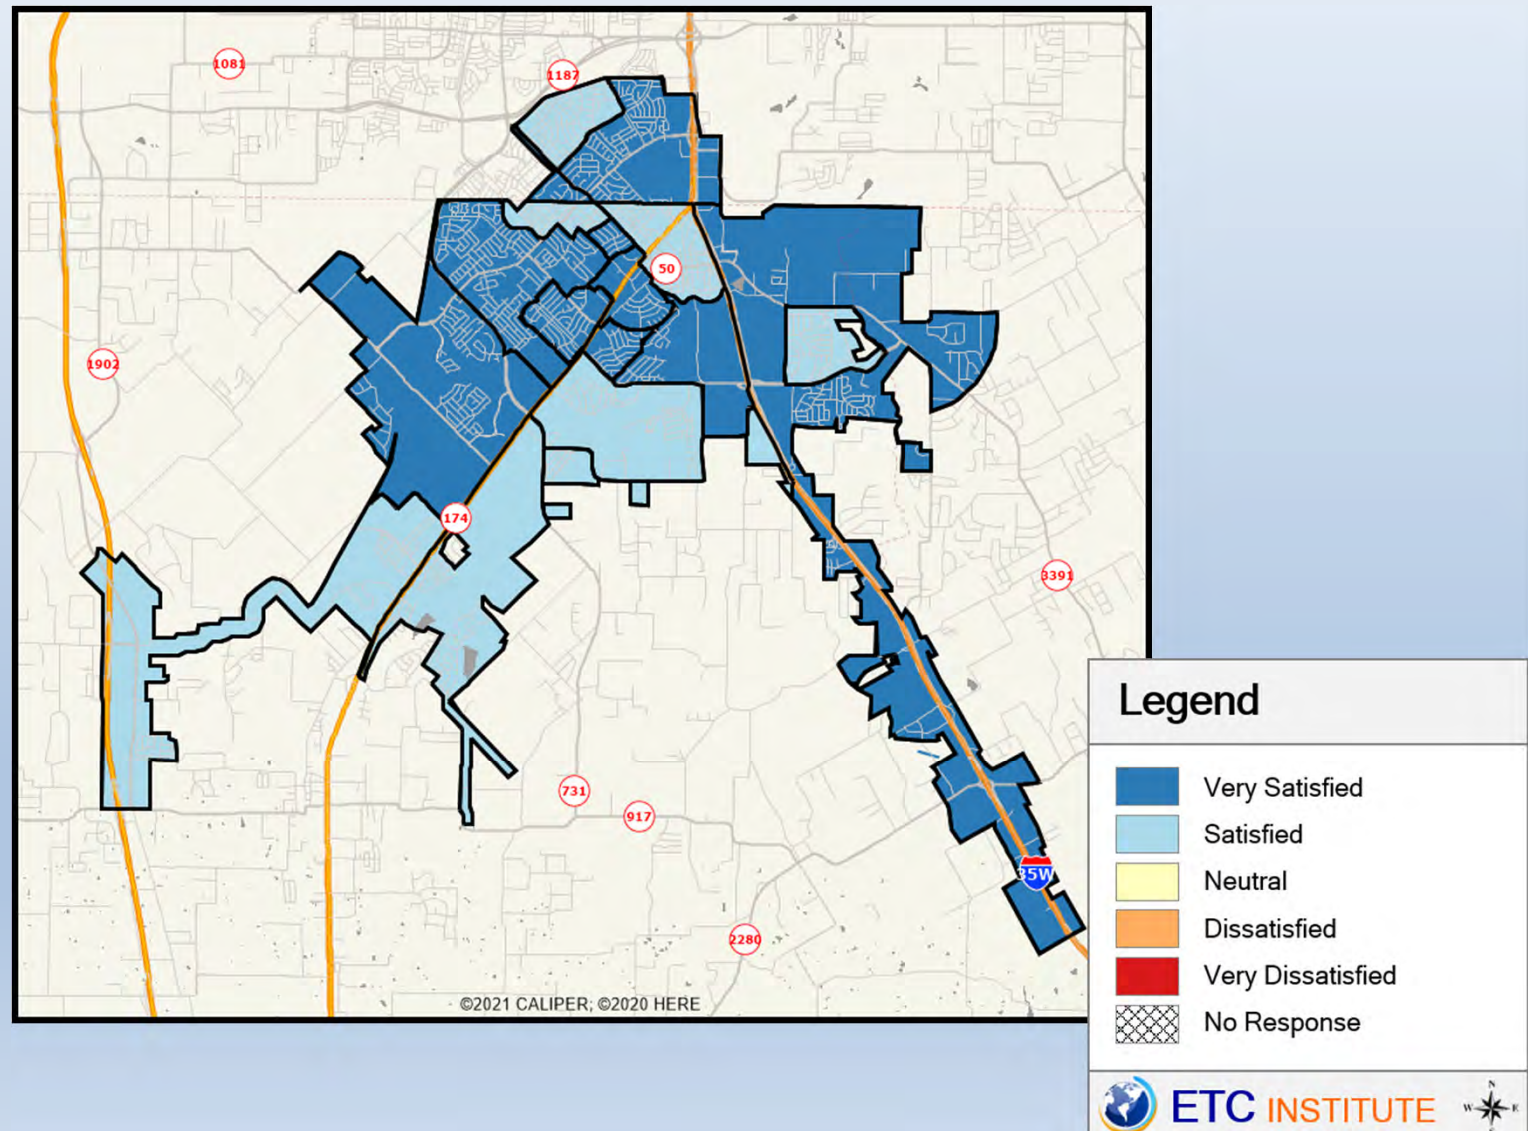 1081
1187
50
1902
174
3391
731
917
35W
2280
©2021 CALIPER; ©2020 HERE
Legend
Very Satisfied
Satisfied
Neutral
Dissatisfied
Very Dissatisfied
No Response
ETC INSTITUTE
N
W E